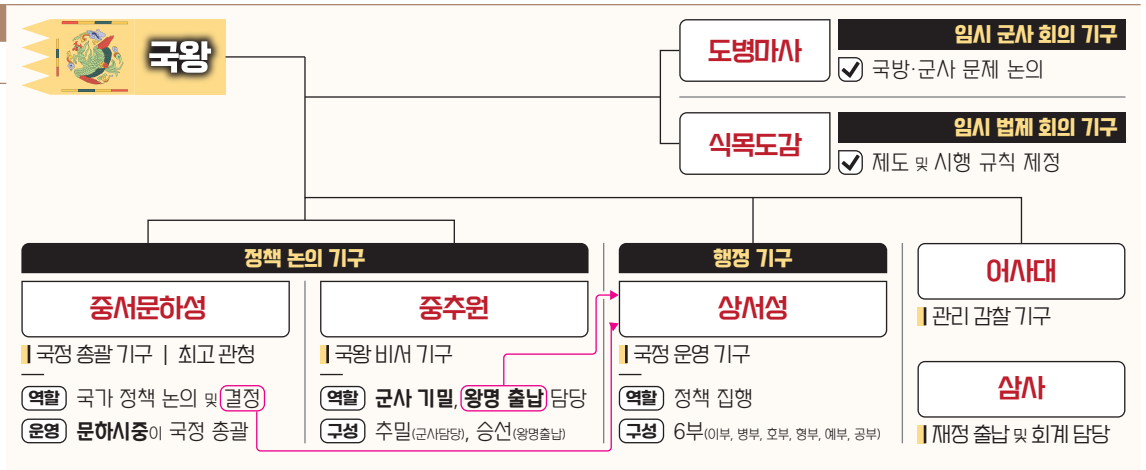 국왕
도병마사
임시 군사 회의 기구
국방·군사 문제 논의
식목도감
임시 법제 회의 기구
제도 및 시행 규칙 제정
정책 논의 기구
중서문하성
국정 총괄 기구 | 최고 관청
역할 국가 정책 논의 및 결정
운영 문하시중이 국정 총괄
중추원
국왕 비서 기구
역할 군사 기밀, 왕명 출납 담당
구성 추밀(군사담당), 승선(왕명출납)
행정 기구
상서성
국정 운영 기구
역할 정책 집행
구성 6부(이부, 병부, 호부, 형부, 예부, 공부)
어사대
관리 감찰 기구
삼사
재정 출납 및 회계 담당